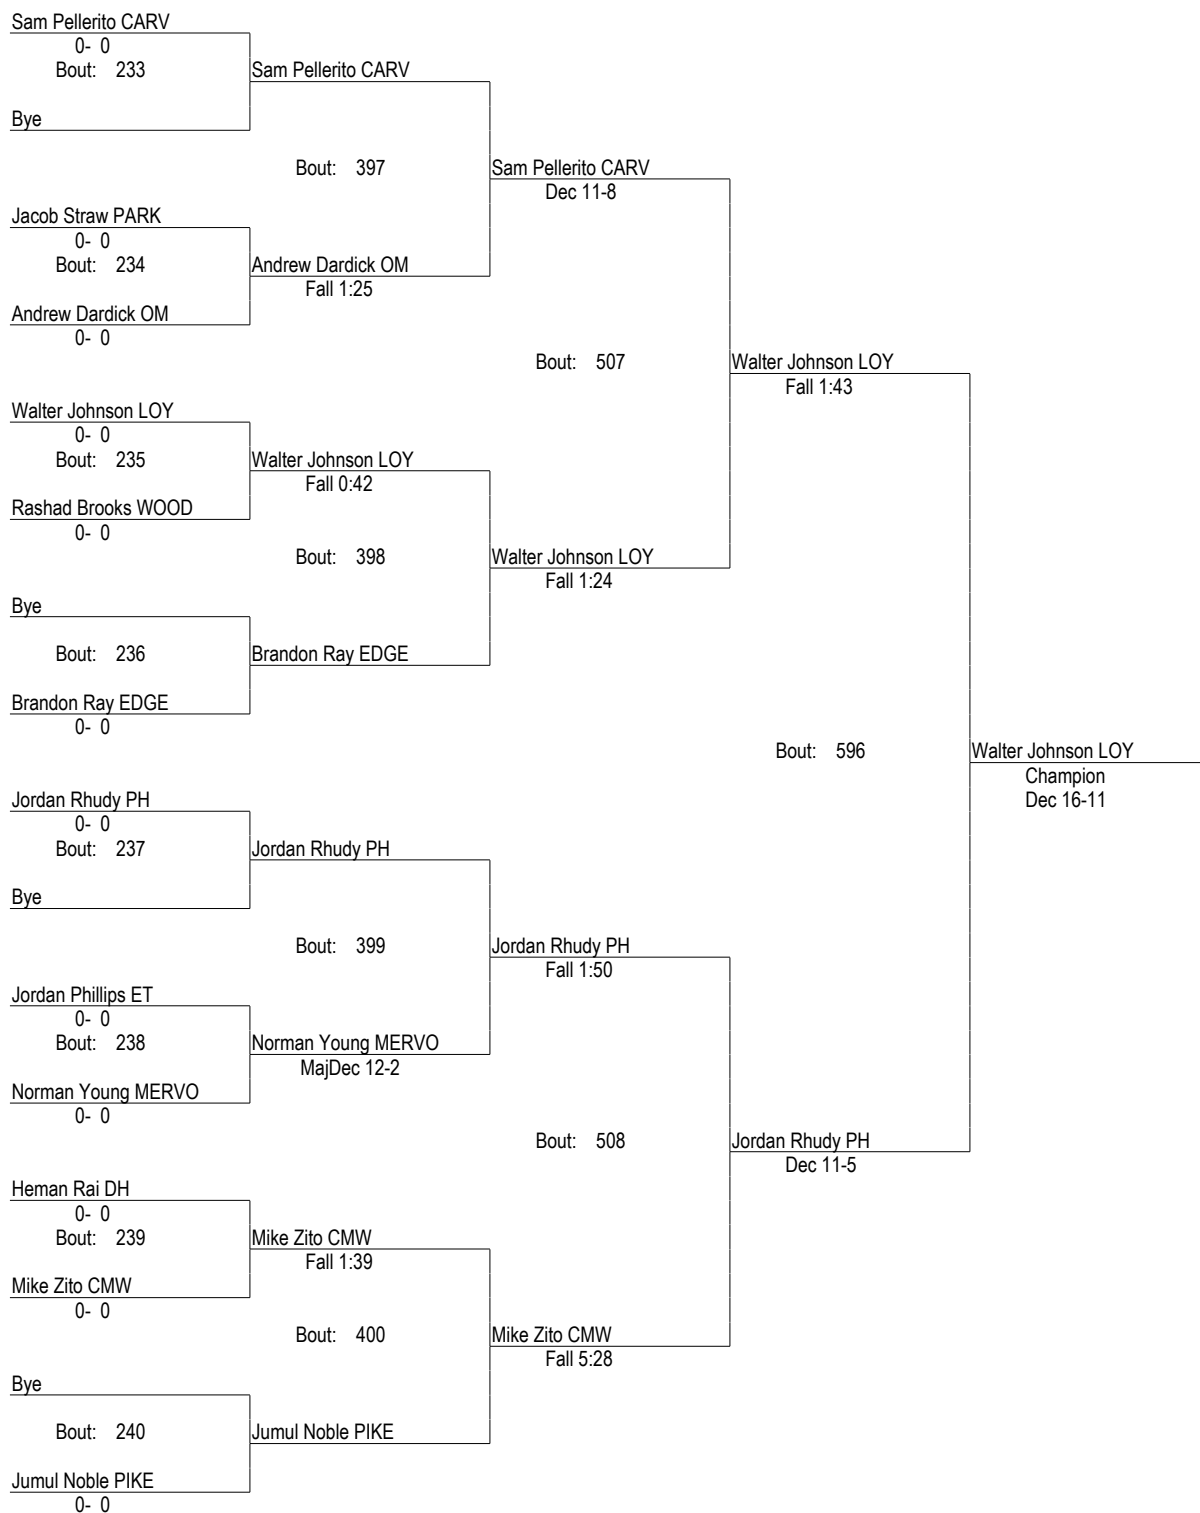 Sam Pellerito CARV
0- 0
Bout: 233
Sam Pellerito CARV
Bye
Bout: 397
Sam Pellerito CARV
Dec 11-8
Jacob Straw PARK
0- 0
Bout: 234
Andrew Dardick OM
Fall 1:25
Andrew Dardick OM
0- 0
Bout: 507
Walter Johnson LOY
Fall 1:43
Walter Johnson LOY
0- 0
Bout: 235
Walter Johnson LOY
Fall 0:42
Rashad Brooks WOOD
0- 0
Bout: 398
Walter Johnson LOY
Fall 1:24
Bye
Bout: 236
Brandon Ray EDGE
Brandon Ray EDGE
0- 0
Bout: 596
Walter Johnson LOY
Champion
Dec 16-11
Jordan Rhudy PH
0- 0
Bout: 237
Jordan Rhudy PH
Bye
Bout: 399
Jordan Rhudy PH
Fall 1:50
Jordan Phillips ET
0- 0
Bout: 238
Norman Young MERVO
MajDec 12-2
Norman Young MERVO
0- 0
Bout: 508
Jordan Rhudy PH
Dec 11-5
Heman Rai DH
0- 0
Bout: 239
Mike Zito CMW
Fall 1:39
Mike Zito CMW
0- 0
Bout: 400
Mike Zito CMW
Fall 5:28
Bye
Bout: 240
Jumul Noble PIKE
Jumul Noble PIKE
0- 0